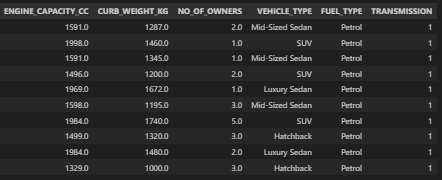 ENGINE_CAPACITY_CC CURB_WEIGHT_KG NO_OF_OWNERS VEHICLE_TYPE FUEL_TYPE TRANSMISSION
1591.0 1287.0 2.0 Mid-Sized Sedan Petrol 1
1998.0 1460.0 1.0 SUV Petrol 1
1591.0 1345.0 1.0 Mid-Sized Sedan Petrol 1
1496.0 1200.0 2.0 SUV Petrol 1
1969.0 1672.0 1.0 Luxury Sedan Petrol 1
1598.0 1195.0 3.0 Mid-Sized Sedan Petrol 1
1984.0 1740.0 5.0 SUV Petrol 1
1499.0 1320.0 3.0 Hatchback Petrol 1
1984.0 1480.0 2.0 Luxury Sedan Petrol 1
1329.0 1000.0 3.0 Hatchback Petrol 1